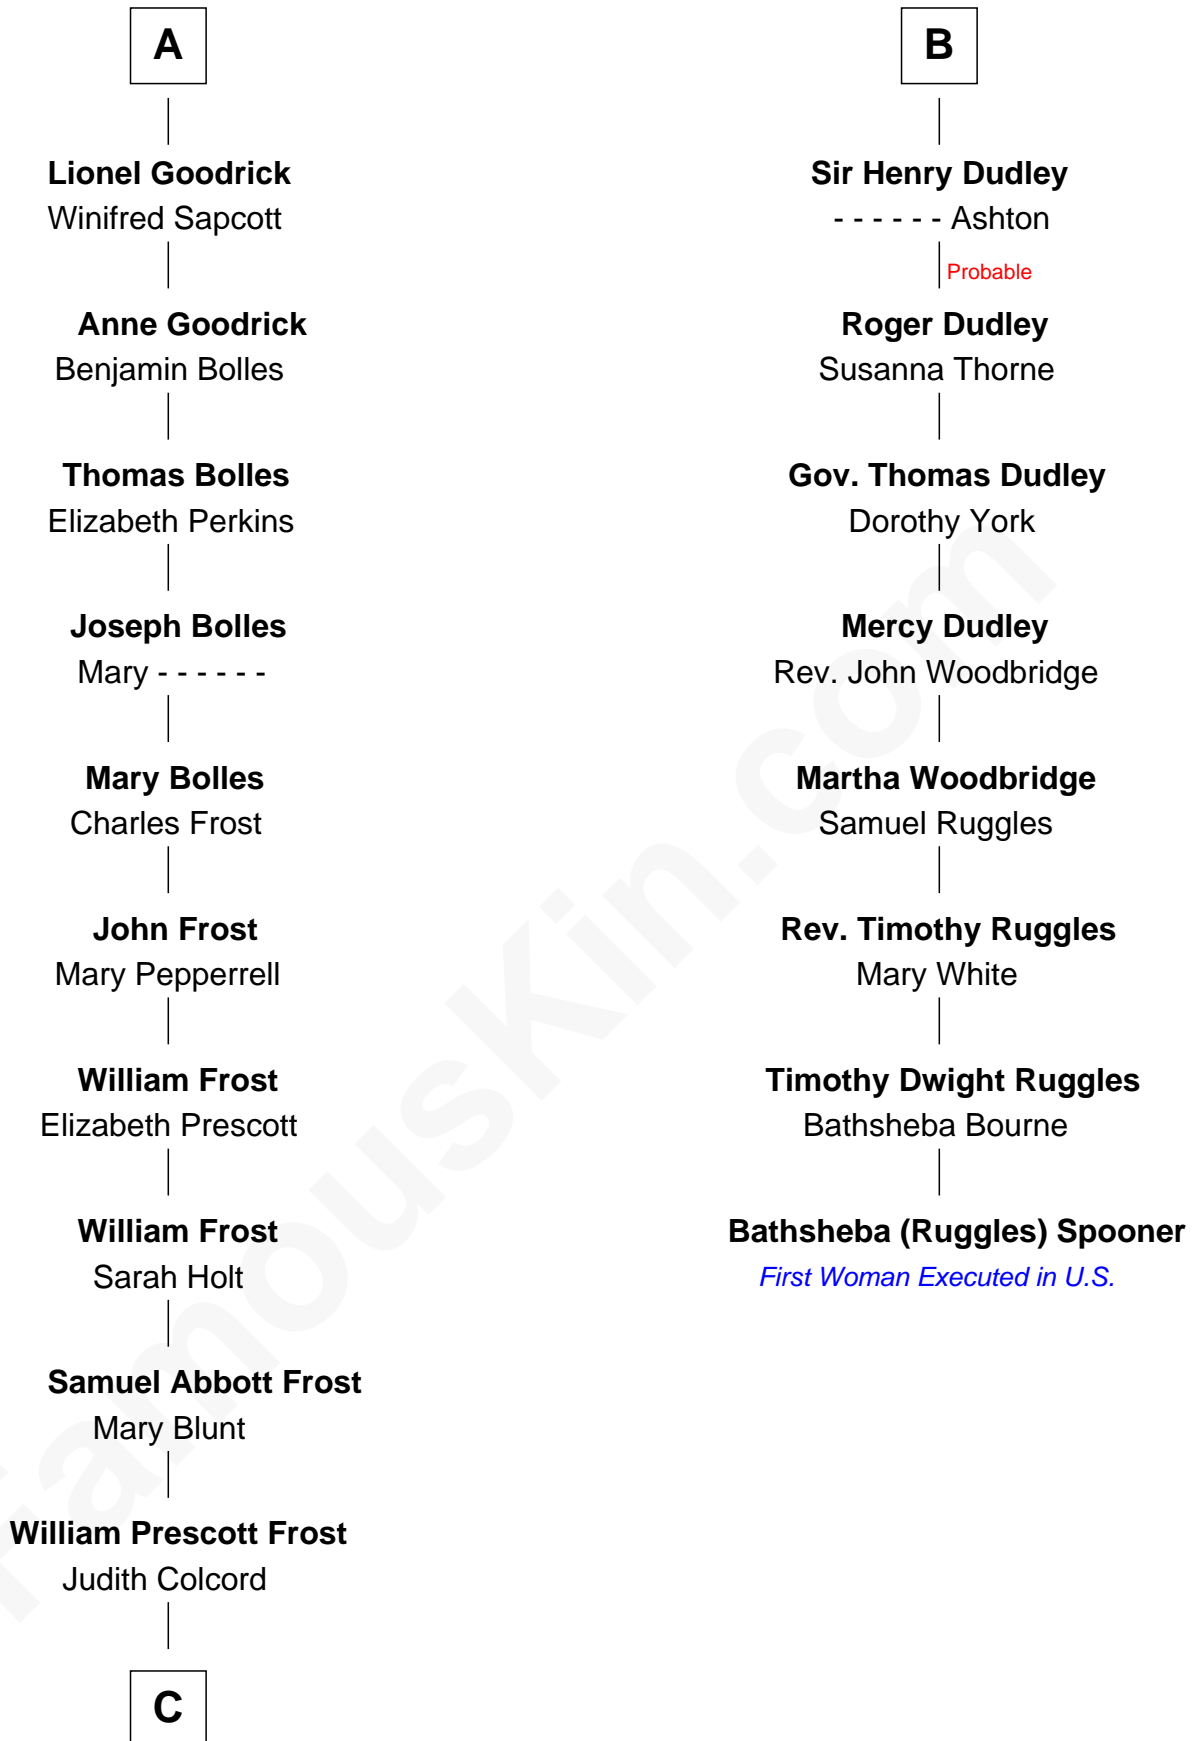 A
Lionel Goodrick
Winifred Sapcott
Anne Goodrick
Benjamin Bolles
Thomas Bolles
Elizabeth Perkins
Joseph Bolles
Mary - - - - - -
Mary Bolles
Charles Frost
John Frost
Mary Pepperrell
William Frost
Elizabeth Prescott
William Frost
Sarah Holt
Samuel Abbott Frost
Mary Blunt
William Prescott Frost
Judith Colcord
C
B
Sir Henry Dudley
- - - - - - Ashton
Probable
Roger Dudley
Susanna Thorne
Gov. Thomas Dudley
Dorothy York
Mercy Dudley
Rev. John Woodbridge
Martha Woodbridge
Samuel Ruggles
Rev. Timothy Ruggles
Mary White
Timothy Dwight Ruggles
Bathsheba Bourne
Bathsheba (Ruggles) Spooner
First Woman Executed in U.S.
FamousKin.com